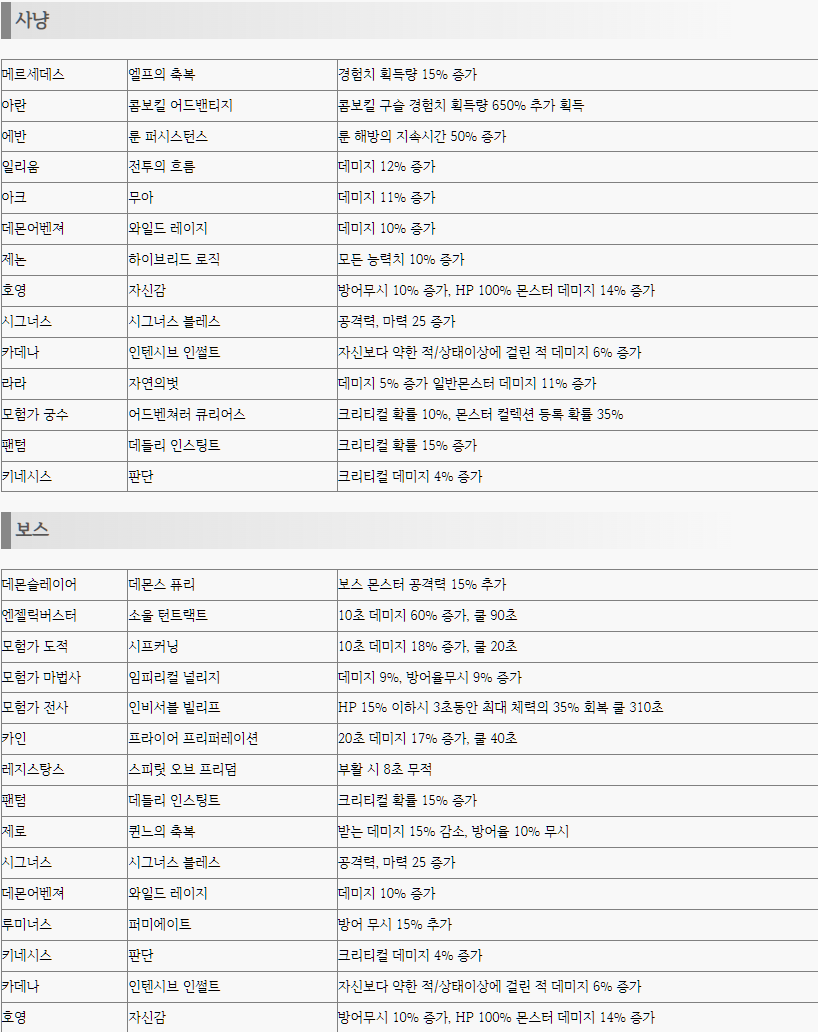 사냥
메르세데스 엘프의 축복 경험치 획득량 15% 증가
아란 콤보킬 어드밴티지 콤보킬 구슬 경험치 획득량 650% 추가 획득
에반 룬 퍼시스턴스 룬 해방의 지속시간 50% 증가
일리움 전투의 흐름 데미지 12% 증가
아크 무아 데미지 11% 증가
데몬어벤져 와일드 레이지 데미지 10% 증가
제논 하이브리드 로직 모든 능력치 10% 증가
호영 자신감 방어무시 10% 증가, HP 100% 몬스터 데미지 14% 증가
시그너스 시그너스 블레스 공격력, 마력 25 증가
카데나 인텐시브 인썰트 자신보다 약한 적/상태이상에 걸린 적 데미지 6% 증가
라라 자연의벗 데미지 5% 증가 일반몬스터 데미지 11% 증가
모험가 궁수 어드벤쳐러 큐리어스 크리티컬 확률 10%, 몬스터 컬렉션 등록 확률 35%
팬텀 데들리 인스팅트 크리티컬 확률 15% 증가
키네시스 판단 크리티컬 데미지 4% 증가
보스
데몬슬레이어 데몬스 퓨리 보스 몬스터 공격력 15% 추가
엔젤릭버스터 소울 턴트랙트 10초 데미지 60% 증가, 쿨 90초
모험가 도적 시프커닝 10초 데미지 18% 증가, 쿨 20초
모험가 마법사 임피리컬 널리지 데미지 9%, 방어율무시 9% 증가
모험가 전사 인비서블 빌리프 HP 15% 이하시 3초동안 최대 체력의 35% 회복 쿨 310초
카인 프라이어 프리퍼레이션 20초 데미지 17% 증가, 쿨 40초
레지스탕스 스피릿 오브 프리덤 부활 시 8초 무적
팬텀 데들리 인스팅트 크리티컬 확률 15% 증가
제로 륀느의 축복 받는 데미지 15% 감소, 방어율 10% 무시
시그너스 시그너스 블레스 공격력, 마력 25 증가
데몬어벤져 와일드 레이지 데미지 10% 증가
루미너스 퍼미에이트 방어 무시 15% 추가
키네시스 판단 크리티컬 데미지 4% 증가
카데나 인텐시브 인썰트 자신보다 약한 적/상태이상에 걸린 적 데미지 6% 증가
호영 자신감 방어무시 10% 증가, HP 100% 몬스터 데미지 14% 증가